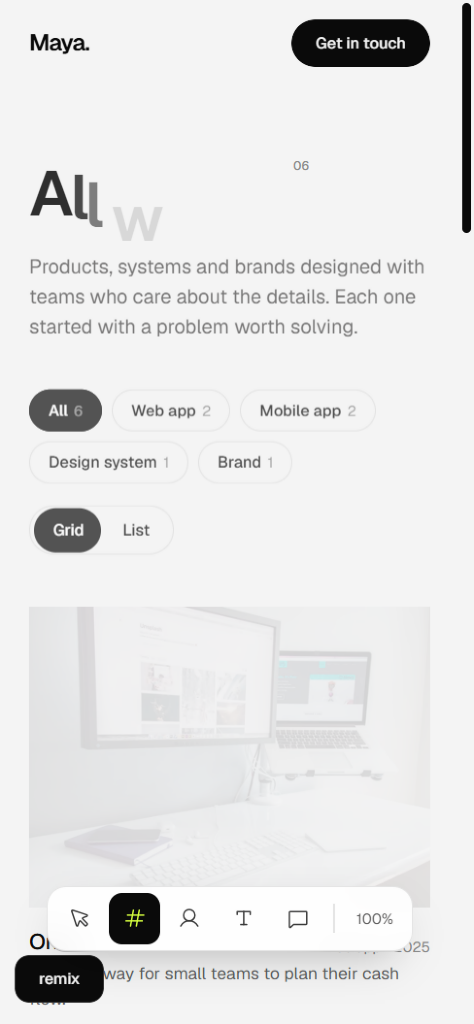 Maya.
Get in touch
06
All w
Products, systems and brands designed with
teams who care about the details. Each one
started with a problem worth solving.
All 6
Web app 2
Mobile app 2
Design system 1
Brand 1
Grid
List
100%
2025
way for small teams to plan their cash
remix